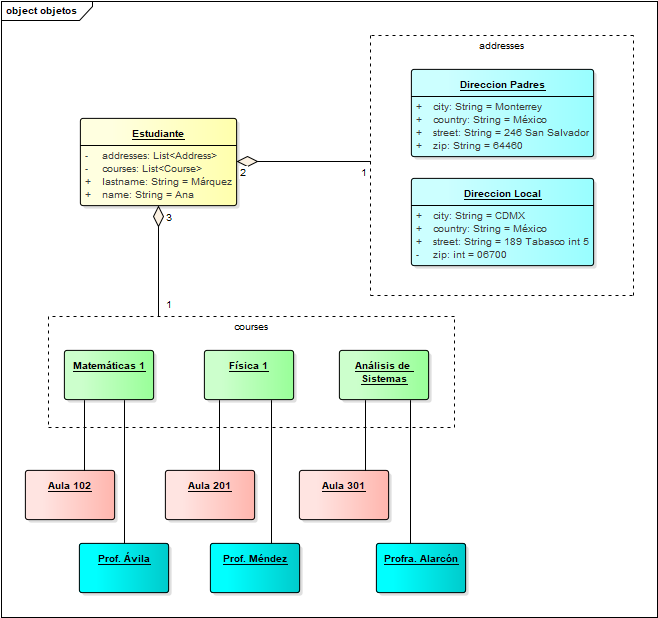 object objetos
addresses
Direccion Padres
+ city: String = Monterrey
+ country: String = México
+ street: String = 246 San Salvador
+ zip: String = 64460
Estudiante
- addresses: List<Address>
- courses: List<Course>
+ lastname: String = Márquez
+ name: String = Ana
2
1
Direccion Local
+ city: String = CDMX
+ country: String = México
+ street: String = 189 Tabasco int 5
- zip: int = 06700
3
1
courses
Matemáticas 1
Física 1
Análisis de
Sistemas
Aula 102
Aula 201
Aula 301
Prof. Ávila
Prof. Méndez
Profra. Alarcón